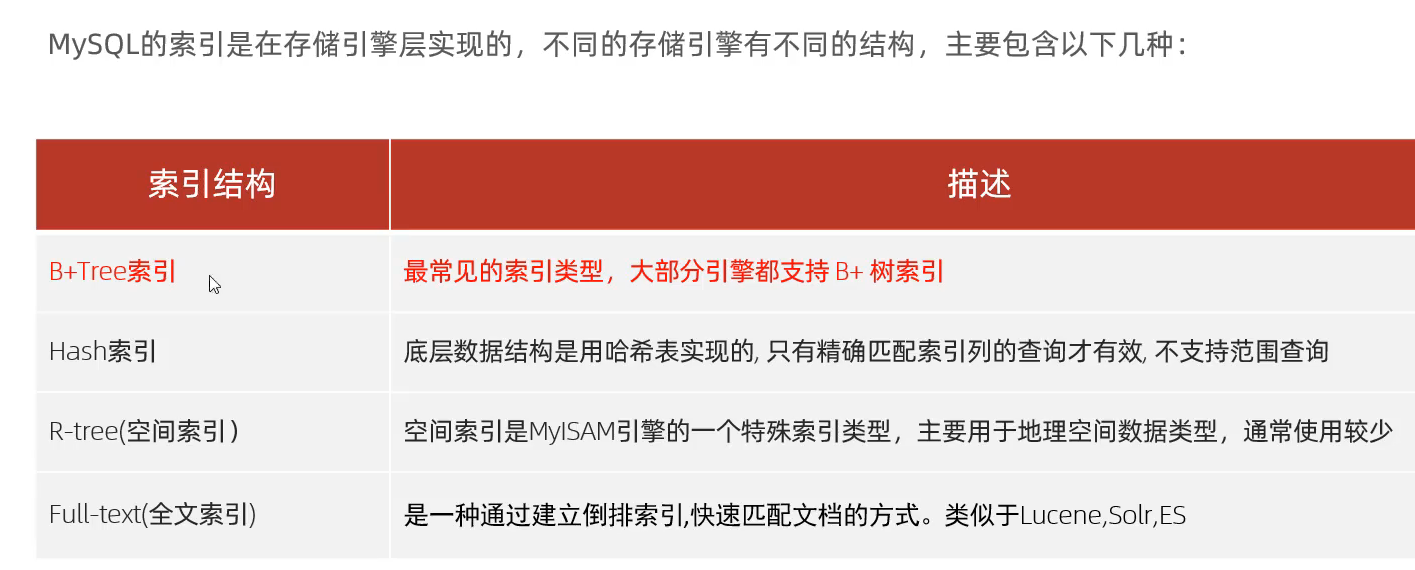 MySQL的索引是在存储引擎层实现的，不同的存储引擎有不同的结构，主要包含以下几种：
索引结构 描述
B+Tree索引 最常见的索引类型，大部分引擎都支持 B+ 树索引
Hash索引 底层数据结构是用哈希表实现的, 只有精确匹配索引列的查询才有效, 不支持范围查询
R-tree(空间索引） 空间索引是MyISAM引擎的一个特殊索引类型，主要用于地理空间数据类型，通常使用较少
Full-text(全文索引) 是一种通过建立倒排索引,快速匹配文档的方式。类似于Lucene,Solr,ES